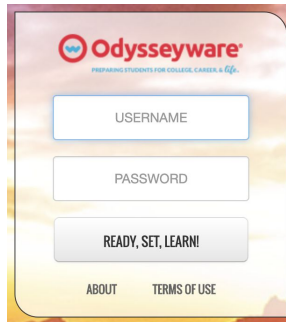 Odysseyware®
PREPARING STUDENTS FOR COLLEGE, CAREER, & life.
USERNAME
PASSWORD
READY, SET, LEARN!
ABOUT TERMS OF USE